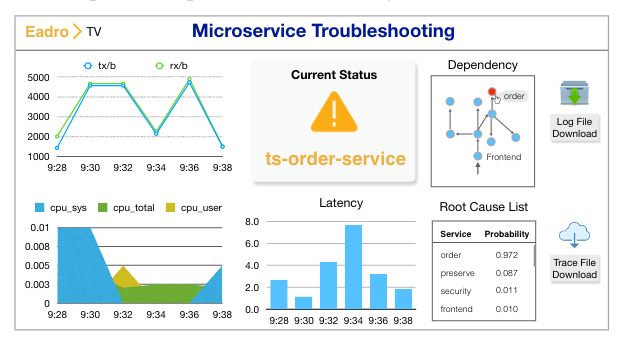 Eadro TV
Microservice Troubleshooting
tx/b rx/b
5000
4000
3000
2000
1000
9:28 9:30 9:32 9:34 9:36 9:38
Current Status
ts-order-service
Dependency
order
Frontend
Log File
Download
cpu_sys cpu_total cpu_user
0.01
0.008
0.005
0.003
0
9:28 9:30 9:32 9:34 9:36 9:38
Latency
8.0
6.0
4.0
2.0
0.0
9:28 9:30 9:32 9:34 9:36 9:38
Root Cause List
Service Probability
order 0.972
preserve 0.087
security 0.011
frontend 0.010
Trace File
Download